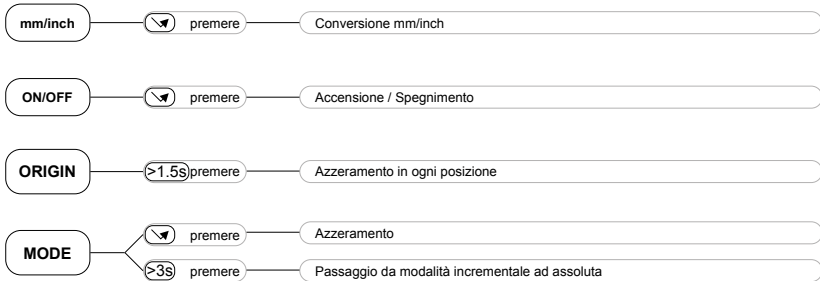 mm/inch premere Conversione mm/inch
ON/OFF premere Accensione / Spegnimento
ORIGIN >1.5s premere Azzeramento in ogni posizione
MODE
premere Azzeramento
>3s premere Passaggio da modalità incrementale ad assoluta